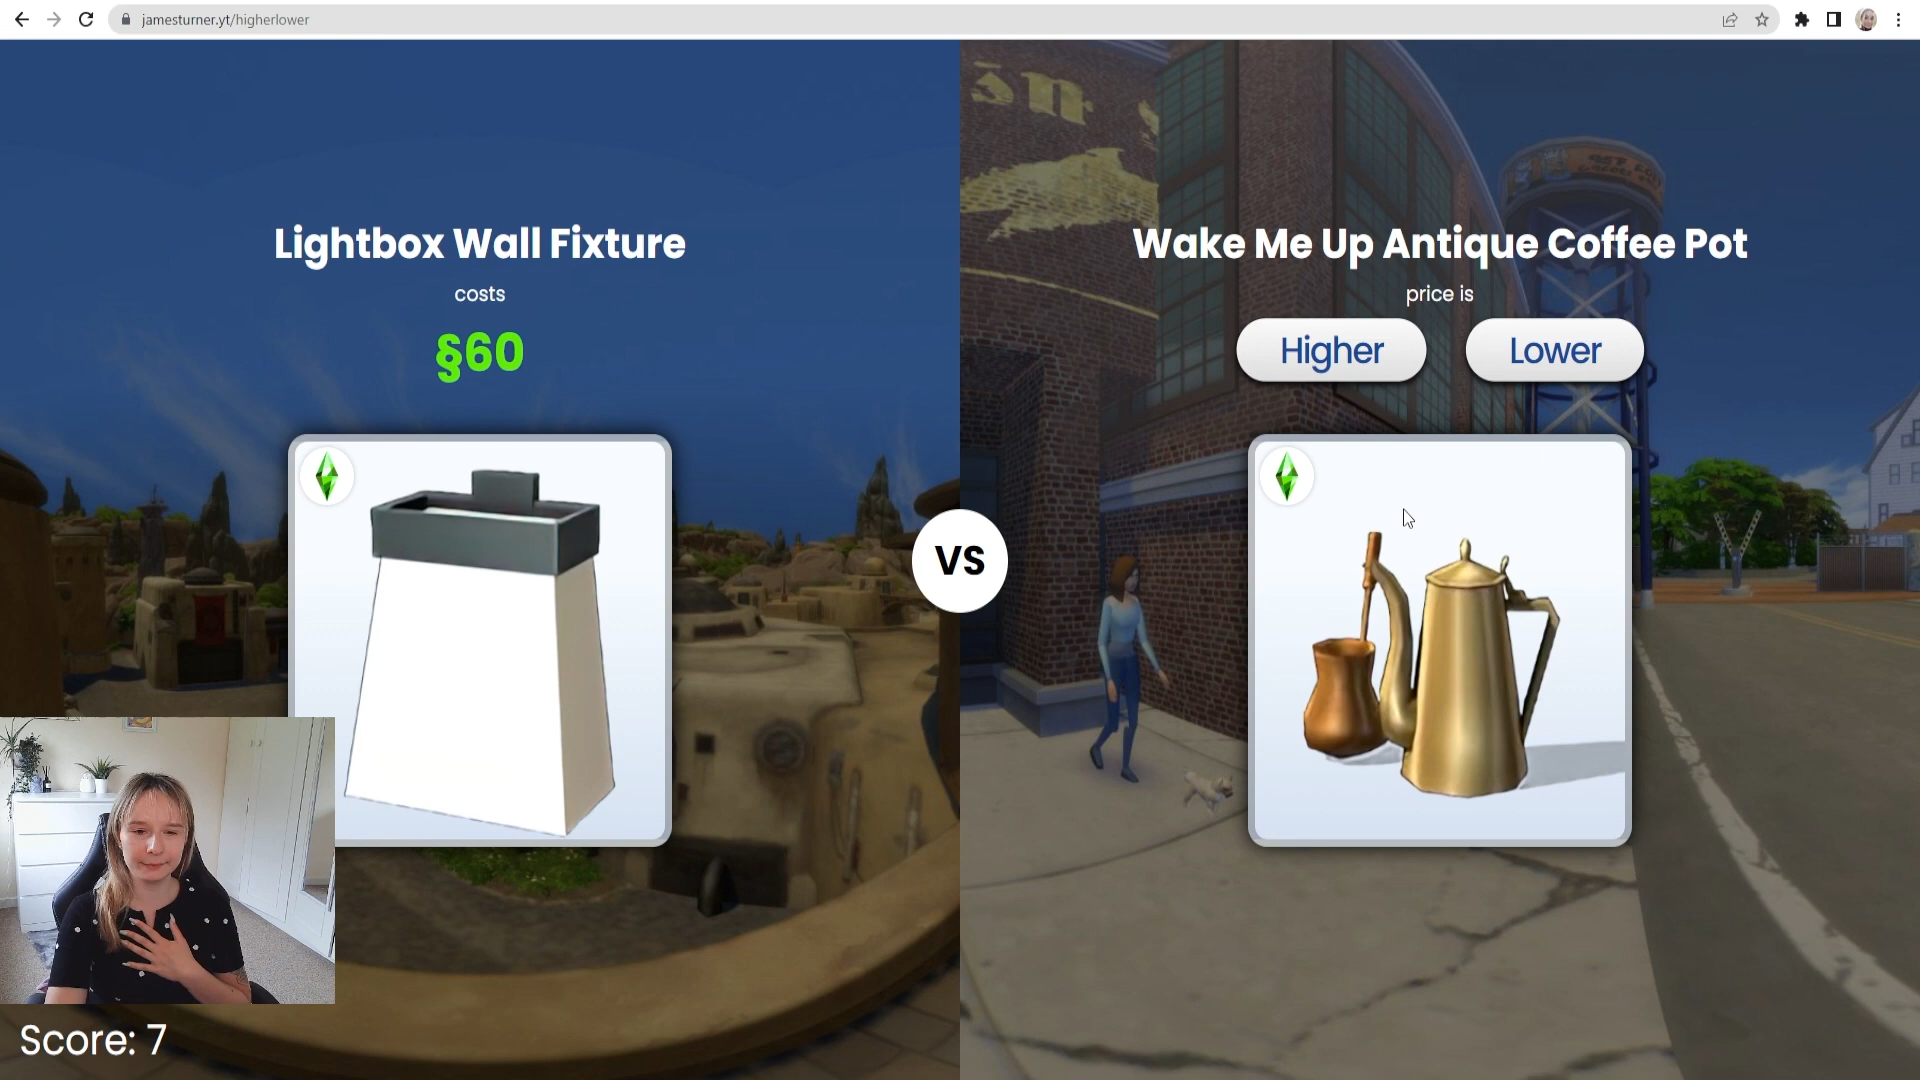 jamesturner.yt/higherlower
Lightbox Wall Fixture
costs
§60
VS
Wake Me Up Antique Coffee Pot
price is
Higher
Lower
Score: 7